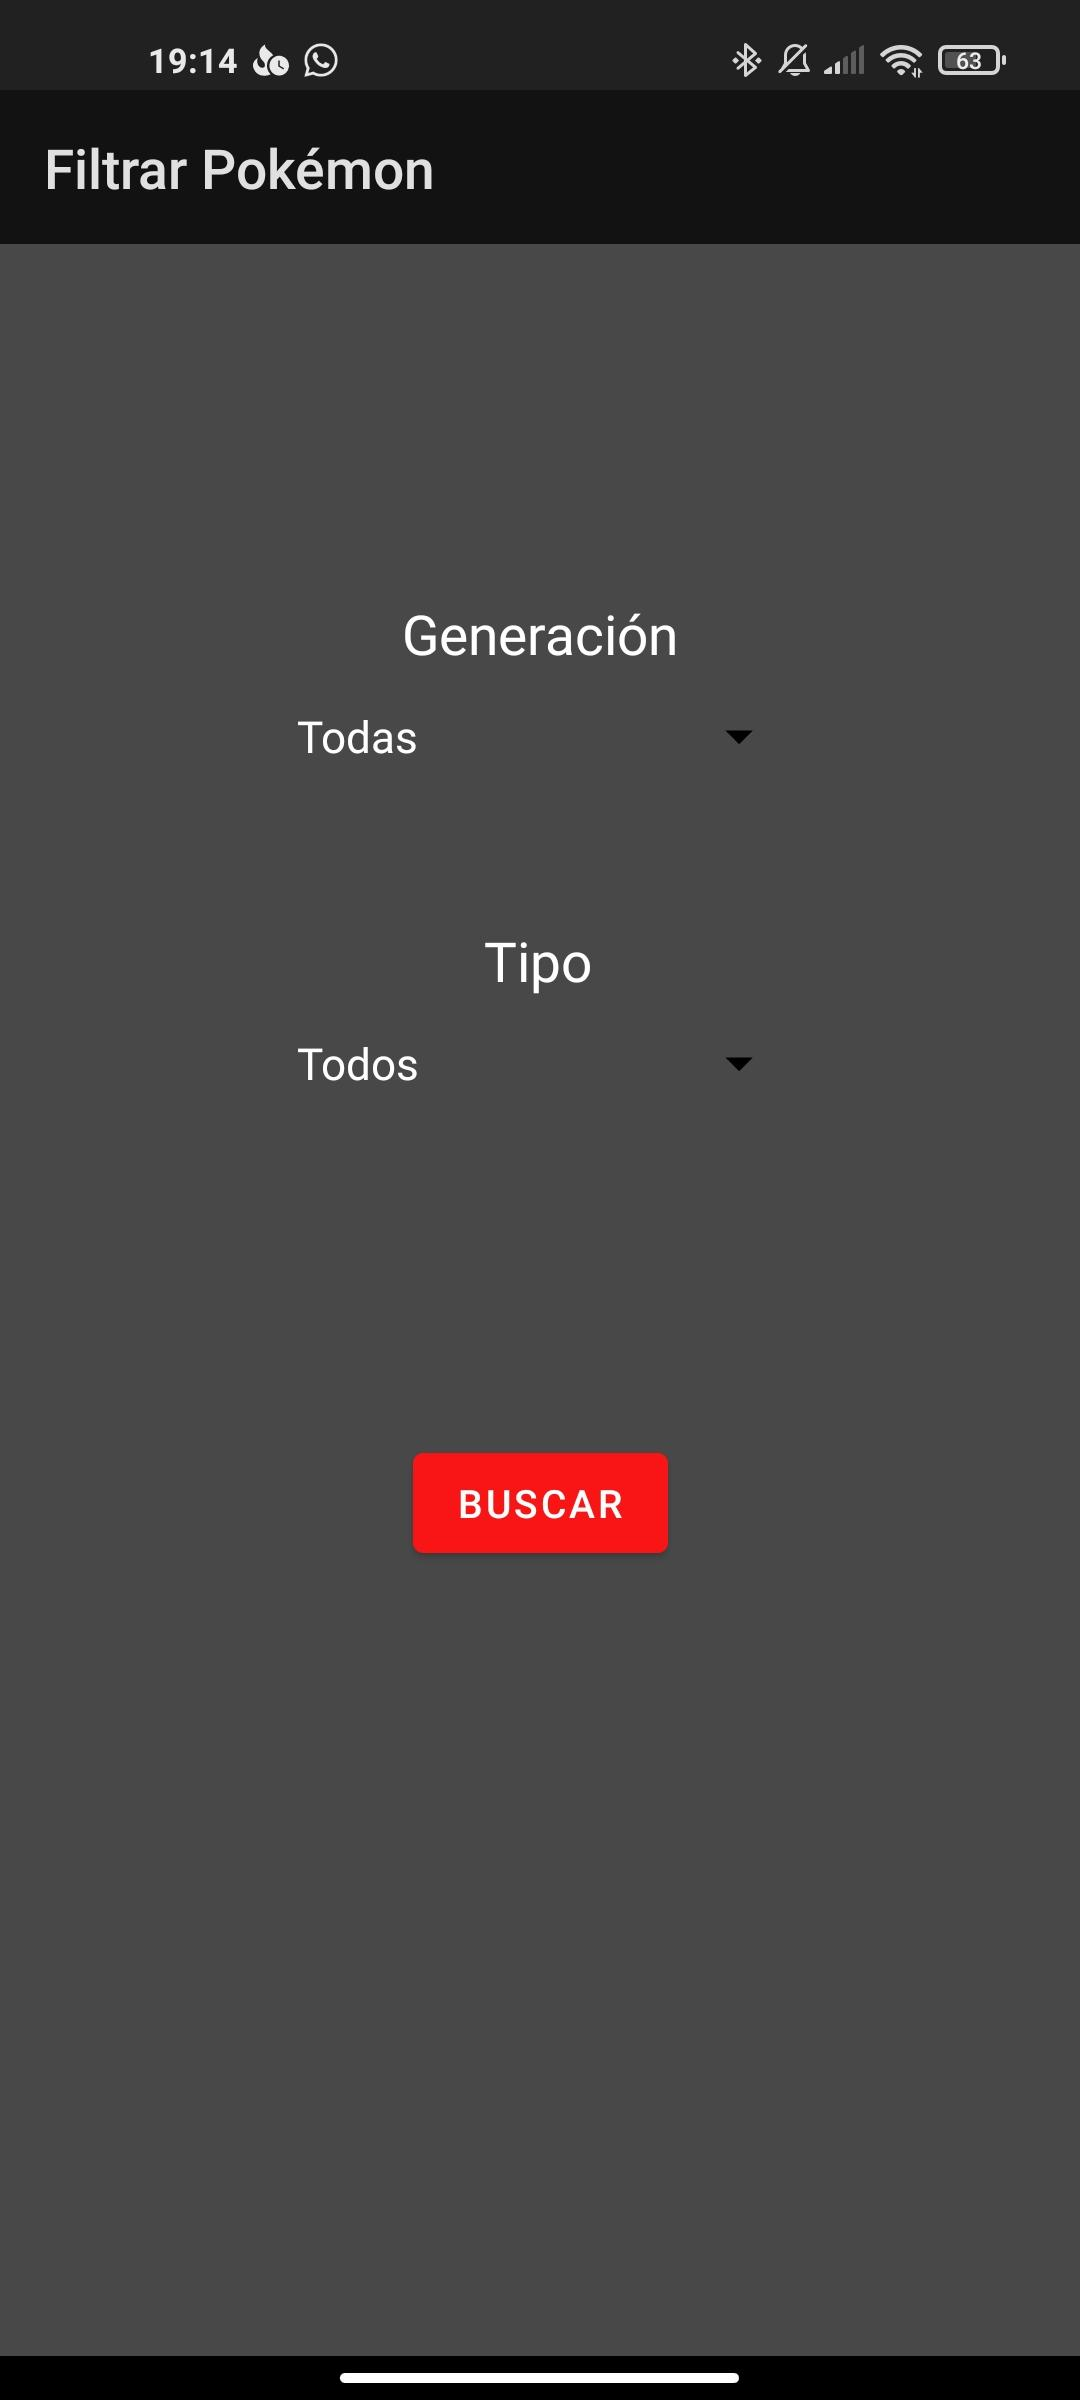 19:14
63
Filtrar Pokémon
Generación
Todas
Tipo
Todos
BUSCAR